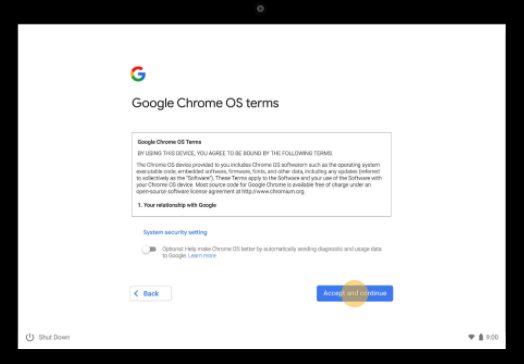 Google Chrome OS terms
Google Chrome OS Terms
BY USING THIS DEVICE, YOU AGREE TO BE BOUND BY THE FOLLOWING TERMS.
The Chrome OS device provided to you includes Chrome OS softwarern such as the operating system
executable code, embedded software, firmware, fonts, and other data, including any updates (referred
to collectively as the "Software"). These Terms apply to the Software and your use of the Software with
your Chrome OS device. Most source code for Google Chrome is available free of charge under an
open-source software license agreement at http://www.chromium.org.
1. Your relationship with Google
System security setting
Optional: Help make Chrome OS better by automatically sending diagnostic and usage data
to Google. Learn more
Back
Accept and continue
Shut Down
9:00